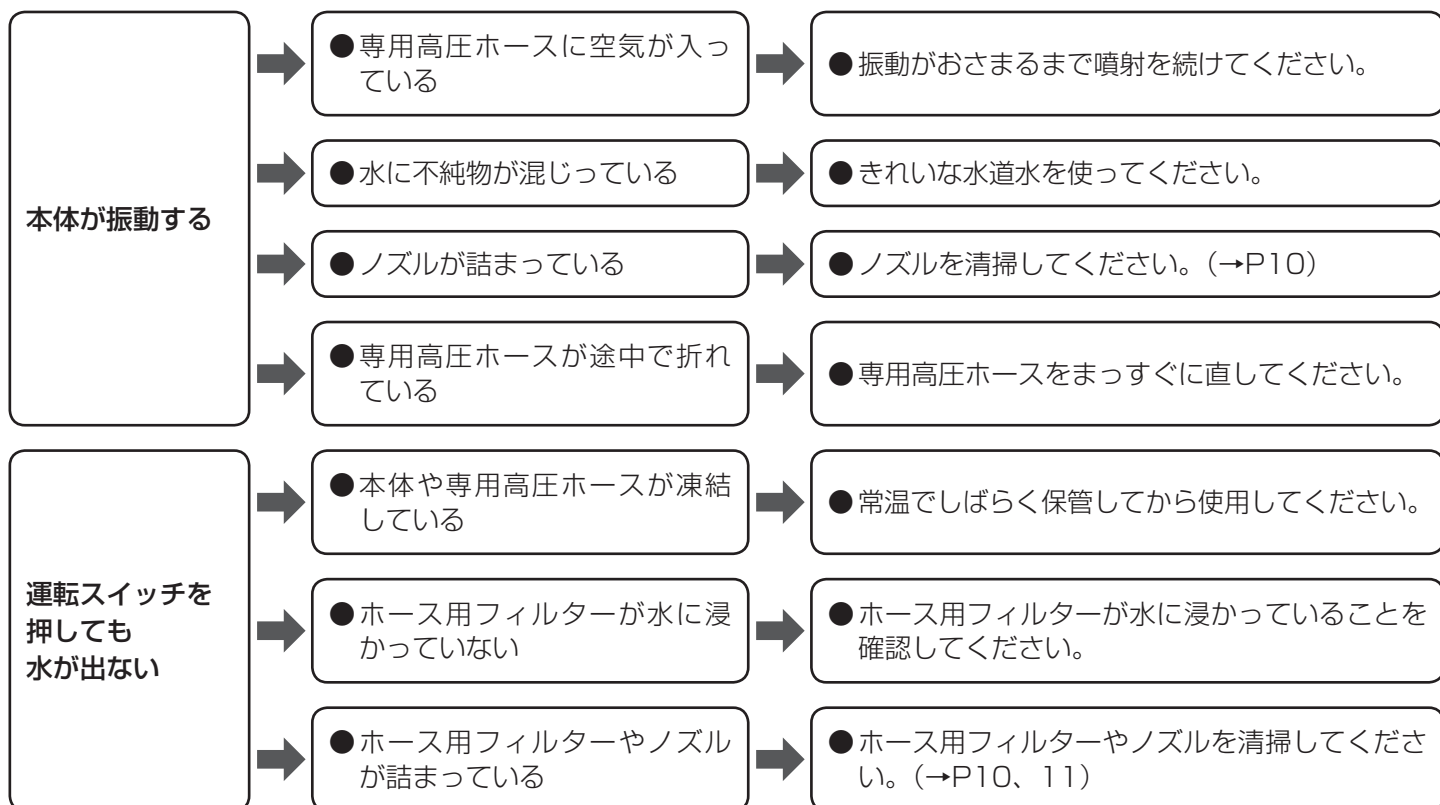 本体が振動する
●専用高圧ホースに空気が入っ
ている
●振動がおさまるまで噴射を続けてください。
●水に不純物が混じっている
●きれいな水道水を使ってください。
●ノズルが詰まっている
●ノズルを清掃してください。(→P10)
●専用高圧ホースが途中で折れ
ている
●専用高圧ホースをまっすぐに直してください。
運転スイッチを
押しても
水が出ない
●本体や専用高圧ホースが凍結
している
●常温でしばらく保管してから使用してください。
●ホース用フィルターが水に浸
かっていない
●ホース用フィルターが水に浸かっていることを
確認してください。
●ホース用フィルターやノズル
が詰まっている
●ホース用フィルターやノズルを清掃してくださ
い。(→P10、11)